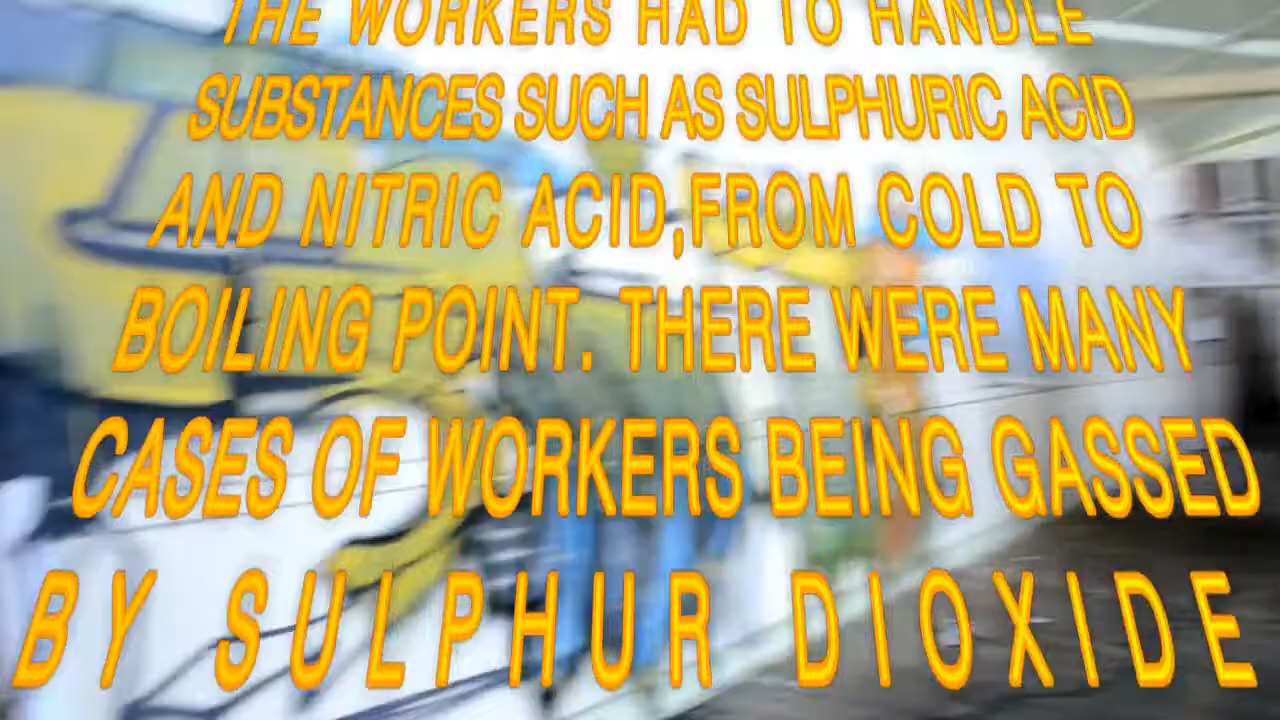 THE WORKERS HAD TO HANDLE
SUBSTANCES SUCH AS SULPHURIC ACID
AND NITRIC ACID,FROM COLD TO
BOILING POINT. THERE WERE MANY
CASES OF WORKERS BEING GASSED
BY SULPHUR DIOXIDE